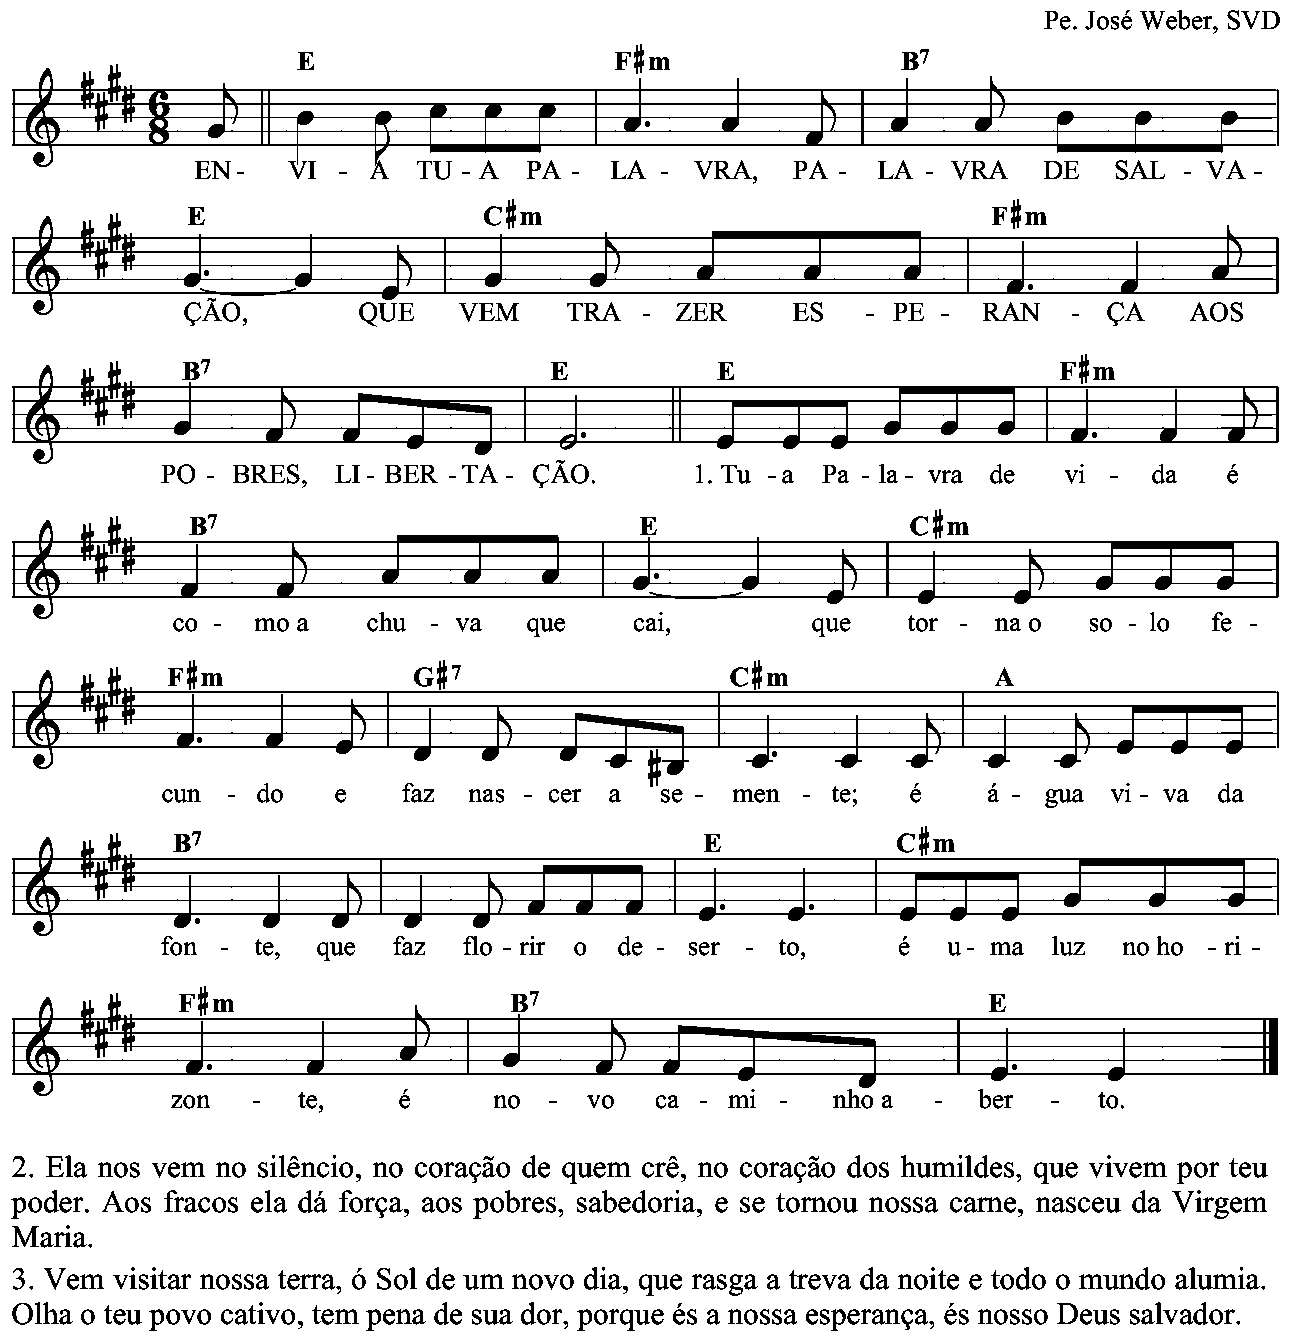 Pe. José Weber, SVD
E F♯m B7
6
8
EN- VI - A TU - A PA - LA - VRA, PA - LA - VRA DE SAL - VA -
E C♯m F♯m
ÇÃO, QUE VEM TRA - ZER ES - PE - RAN - ÇA AOS
B7 E E F♯m
PO - BRES, LI - BER - TA - ÇÃO. 1. Tu - a Pa - la - vra de vi - da é
B7 E C♯m
co - mo a chu - va que cai, que tor - na o so - lo fe -
F♯m G♯7 C♯m A
cun - do e faz nas - cer a se - men - te; é á - gua vi - va da
B7 E C♯m
fon - te, que faz flo - rir o de - ser - to, é u - ma luz no ho - ri -
F♯m B7 E
zon - te, é no - vo ca - mi - nho a - ber - to.
2. Ela nos vem no silêncio, no coração de quem crê, no coração dos humildes, que vivem por teu
poder. Aos fracos ela dá força, aos pobres, sabedoria, e se tornou nossa carne, nasceu da Virgem
Maria.
3. Vem visitar nossa terra, ó Sol de um novo dia, que rasga a treva da noite e todo o mundo alumia.
Olha o teu povo cativo, tem pena de sua dor, porque és a nossa esperança, és nosso Deus salvador.